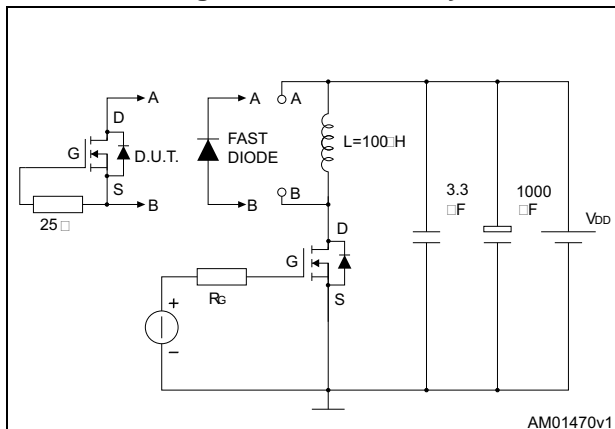 A
D
G
D.U.T.
S
B
25□
A
FAST
DIODE
B
A
B
L=100□H
3.3
□F
1000
□F
VDD
D
G
S
RG
+
−
AM01470v1